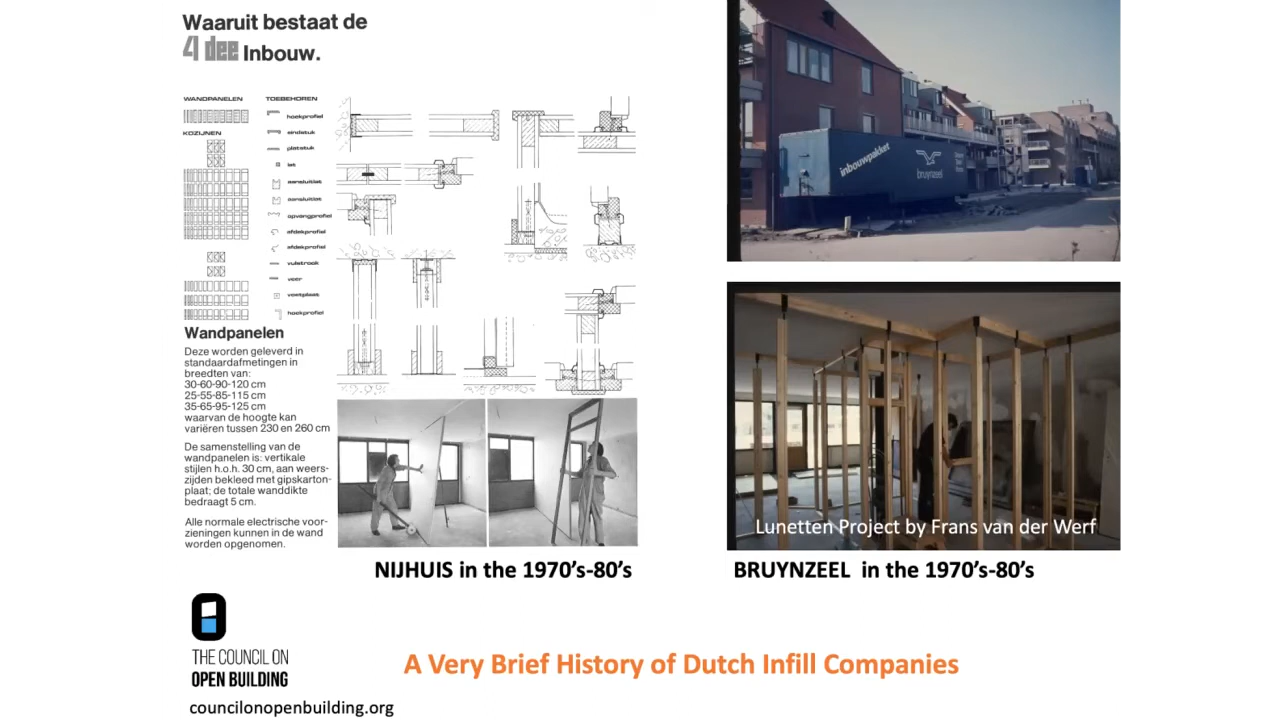 Waaruit bestaat de
4 dee Inbouw.
WANDPANELEN
KOZIJNEN
TOEBEHOREN
hoekprofiel
eindstuk
platstuk
lat
aansluitlat
aansluitlat
opvangprofiel
afdekprofiel
afdekprofiel
vulstrook
veer
voetplaat
hoekprofiel
Wandpanelen
Deze worden geleverd in
standaardafmetingen in
breedten van:
30-60-90-120 cm
25-55-85-115 cm
35-65-95-125 cm
waarvan de hoogte kan
variëren tussen 230 en 260 cm
De samenstelling van de
wandpanelen is: vertikale
stijlen h.o.h. 30 cm, aan weers-
zijden bekleed met gipskarton-
plaat; de totale wanddikte
bedraagt 5 cm.
Alle normale electrische voor-
zieningen kunnen in de wand
worden opgenomen.
NIJHUIS in the 1970's-80's
inbouwpakket
bruynzeel
Lunetten Project by Frans van der Werf
BRUYNZEEL in the 1970's-80's
THE COUNCIL ON
OPEN BUILDING
councilonopenbuilding.org
A Very Brief History of Dutch Infill Companies